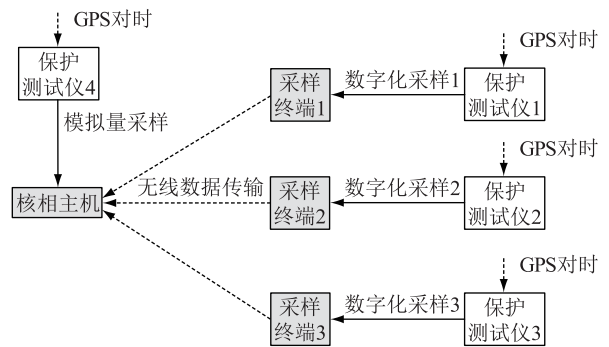 GPS对时
保护
测试仪4
模拟量采样
核相主机
无线数据传输
采样
终端1
数字化采样1
GPS对时
保护
测试仪1
采样
终端2
数字化采样2
GPS对时
保护
测试仪2
采样
终端3
数字化采样3
GPS对时
保护
测试仪3